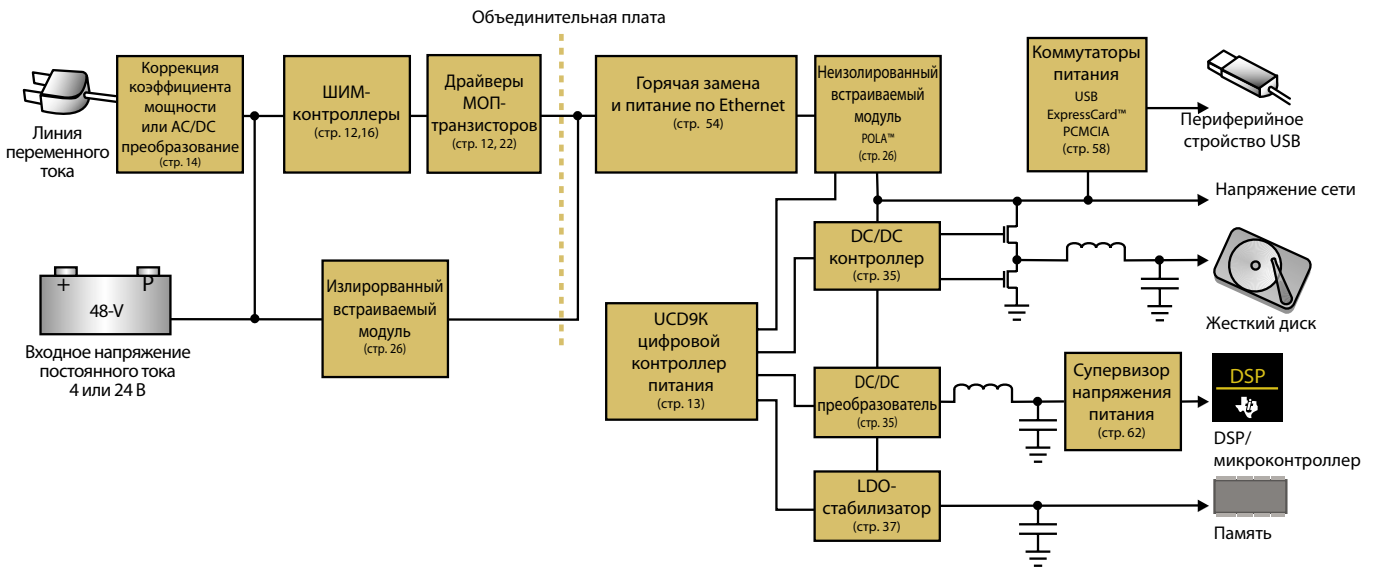 Объединительная плата
Линия
переменного
тока
Коррекция
коэффициента
мощности
или AC/DC
преобразование
(стр. 14)
ШИМ-
контроллеры
(стр. 12,16)
Драйверы
МОП-
транзисторов
(стр. 12, 22)
Горячая замена
и питание по Ethernet
(стр. 54)
Неизолированный
встраиваемый
модуль
POLA™
(стр. 26)
Коммутаторы
питания
USB
ExpressCard™
PCMCIA
(стр. 58)
Периферийное
стройство USB
Напряжение сети
+ P
48-V
Входное напряжение
постоянного тока
4 или 24 В
Излирорванный
встраиваемый
модуль
(стр. 26)
DC/DC
контроллер
(стр. 35)
Жесткий диск
UCD9K
цифровой
контроллер
питания
(стр. 13)
DC/DC
преобразователь
(стр. 35)
Супервизор
напряжения
питания
(стр. 62)
DSP
DSP/
микроконтроллер
LDO-
стабилизатор
(стр. 37)
Память